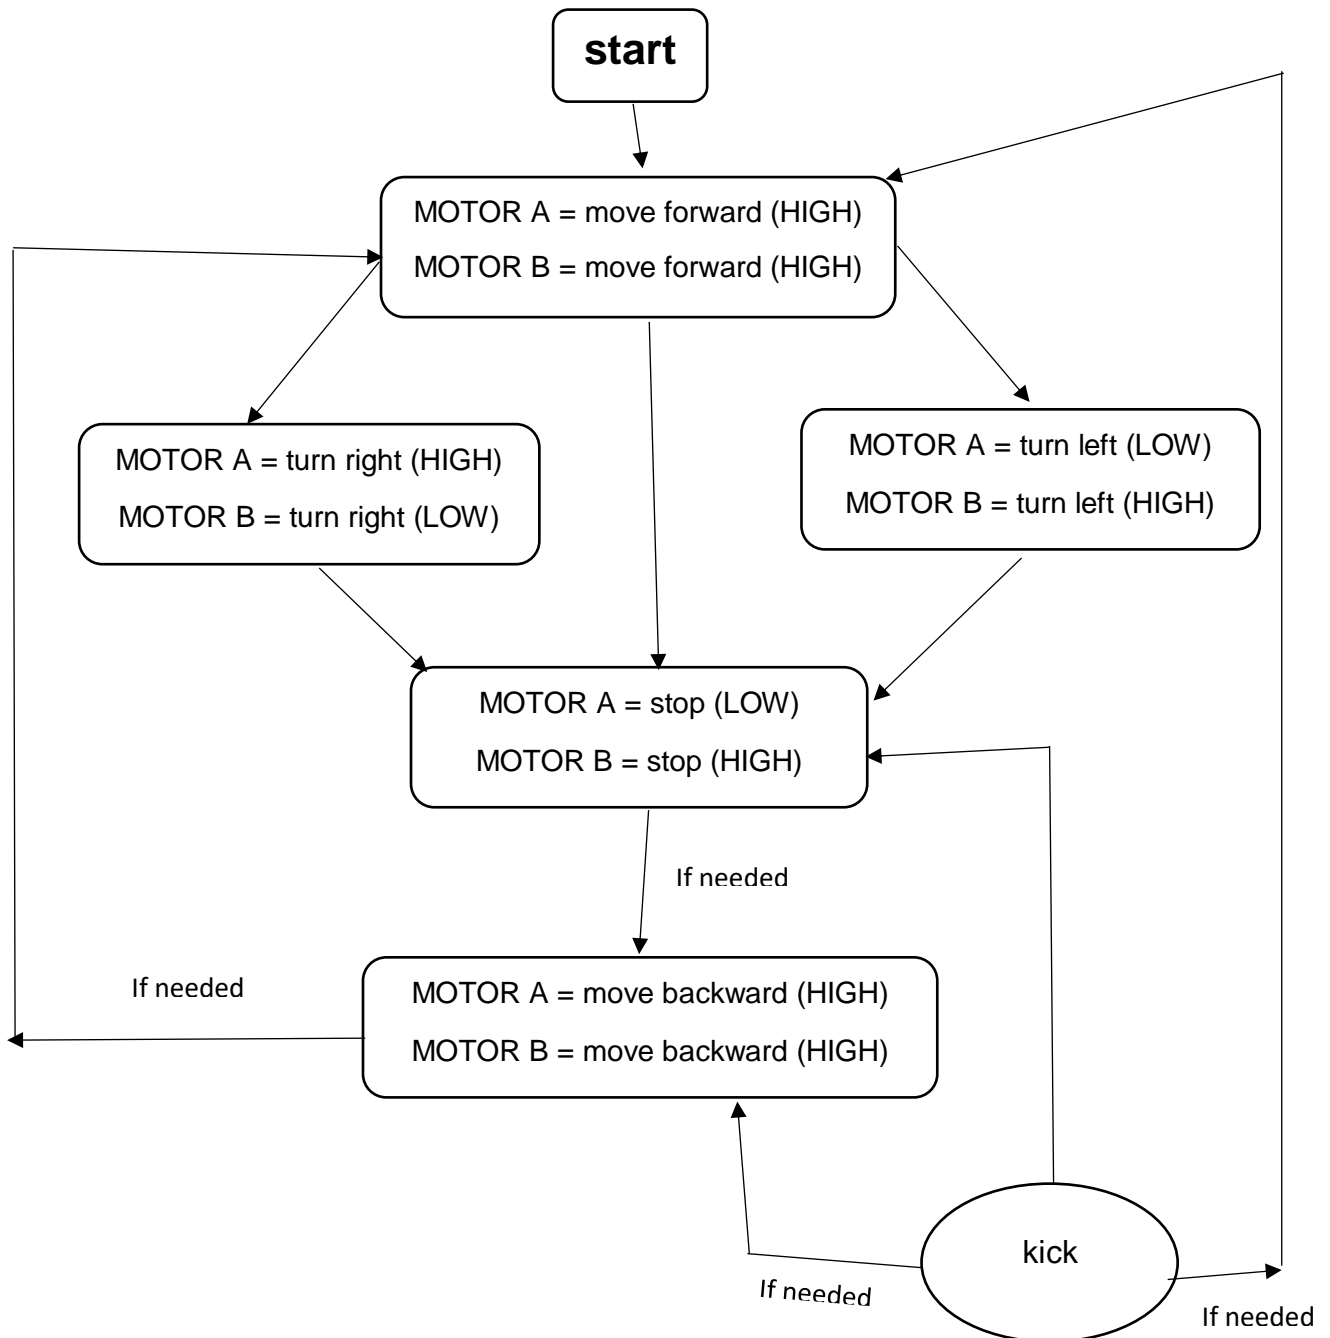 start
MOTOR A = move forward (HIGH)
MOTOR B = move forward (HIGH)
MOTOR A = turn right (HIGH)
MOTOR B = turn right (LOW)
MOTOR A = turn left (LOW)
MOTOR B = turn left (HIGH)
MOTOR A = stop (LOW)
MOTOR B = stop (HIGH)
If needed
If needed
MOTOR A = move backward (HIGH)
MOTOR B = move backward (HIGH)
kick
If needed
If needed